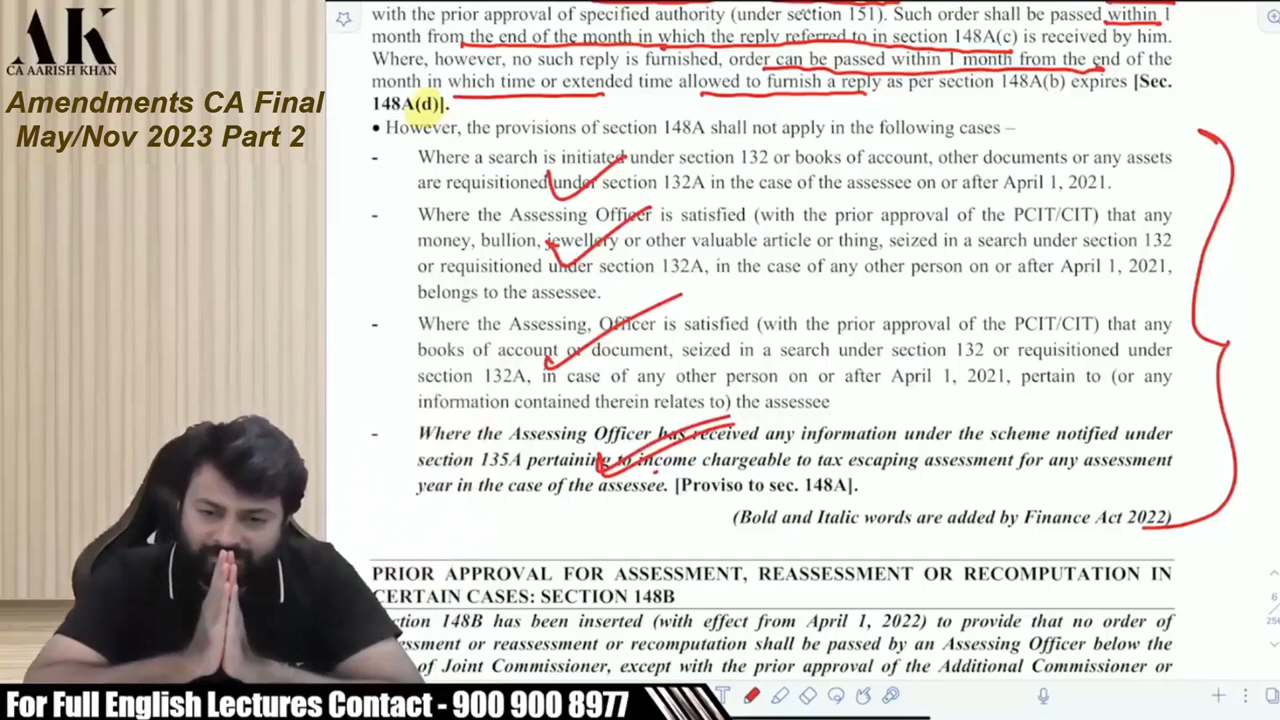 AK
CA AARISH KHAN
Amendments CA Final
May/Nov 2023 Part 2
with the prior approval of specified authority (under section 151). Such order shall be passed within 1
month from the end of the month in which the reply referred to in section 148A(c) is received by him.
Where, however, no such reply is furnished, order can be passed within 1 month from the end of the
month in which time or extended time allowed to furnish a reply as per section 148A(b) expires [Sec.
148A(d)].
• However, the provisions of section 148A shall not apply in the following cases –
- Where a search is initiated under section 132 or books of account, other documents or any assets
are requisitioned under section 132A in the case of the assessee on or after April 1, 2021.
- Where the Assessing Officer is satisfied (with the prior approval of the PCIT/CIT) that any
money, bullion, jewellery or other valuable article or thing, seized in a search under section 132
or requisitioned under section 132A, in the case of any other person on or after April 1, 2021,
belongs to the assessee.
- Where the Assessing, Officer is satisfied (with the prior approval of the PCIT/CIT) that any
books of account or document, seized in a search under section 132 or requisitioned under
section 132A, in case of any other person on or after April 1, 2021, pertain to (or any
information contained therein relates to) the assessee
- Where the Assessing Officer has received any information under the scheme notified under
section 135A pertaining to income chargeable to tax escaping assessment for any assessment
year in the case of the assessee. [Proviso to sec. 148A].
(Bold and Italic words are added by Finance Act 2022)
PRIOR APPROVAL FOR ASSESSMENT, REASSESSMENT OR RECOMPUTATION IN
CERTAIN CASES: SECTION 148B
148B has been inserted (with effect from April 1, 2022) to provide that no order of
or reassessment or recomputation shall be passed by an Assessing Officer below the
of Joint Commissioner, except with the prior approval of the Additional Commissioner or
6
For Full English Lectures Contact - 900 900 8977